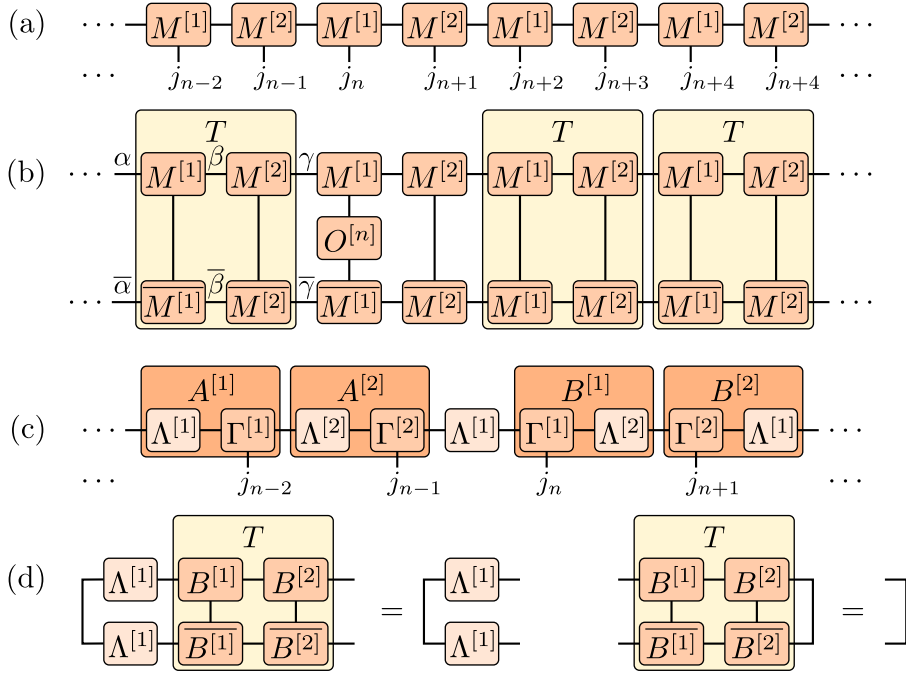 (a) · · · M^[1] M^[2] M^[1] M^[2] M^[1] M^[2] M^[1] M^[2] · · ·
· · · j_{n−2} j_{n−1} j_n j_{n+1} j_{n+2} j_{n+3} j_{n+4} j_{n+4} · · ·
T T T
(b) · · · α M^[1] β M^[2] γ M^[1] M^[2] M^[1] M^[2] M^[1] M^[2] · · ·
O^[n]
· · · α̅ M̅^[1] β̅ M̅^[2] γ̅ M̅^[1] M̅^[2] M̅^[1] M̅^[2] M̅^[1] M̅^[2] · · ·
A^[1] A^[2] B^[1] B^[2]
(c) · · · Λ^[1] Γ^[1] Λ^[2] Γ^[2] Λ^[1] Γ^[1] Λ^[2] Γ^[2] Λ^[1] · · ·
· · · j_{n−2} j_{n−1} j_n j_{n+1} · · ·
T T
Λ^[1] B^[1] B^[2] Λ^[1] B^[1] B^[2]
(d) = =
Λ^[1] B̅^[1] B̅^[2] Λ^[1] B̅^[1] B̅^[2]